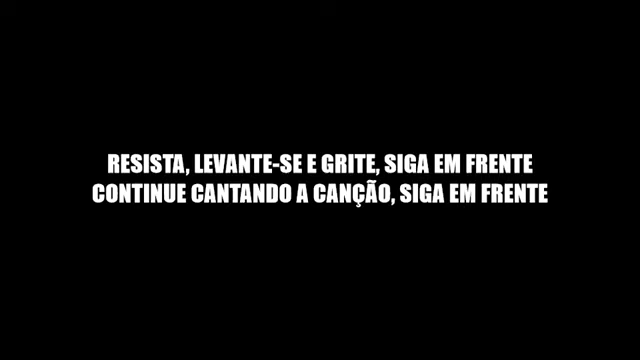 RESISTA, LEVANTE-SE E GRITE, SIGA EM FRENTE
CONTINUE CANTANDO A CANÇÃO, SIGA EM FRENTE